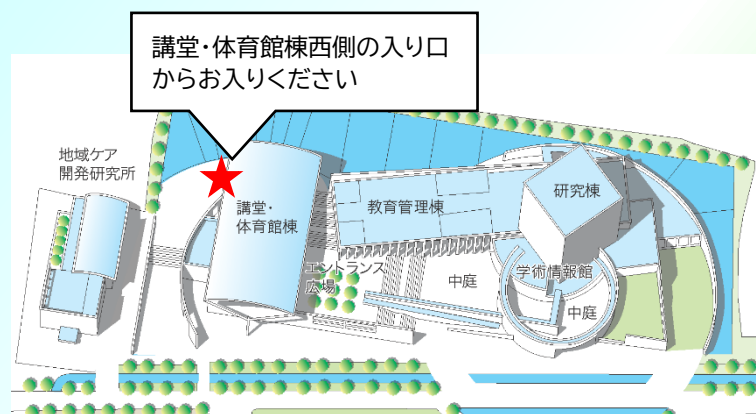 講堂・体育館棟西側の入り口
からお入りください
地域ケア
開発研究所
講堂・
体育館棟
教育管理棟
研究棟
エントランス
広場
中庭
学術情報館
中庭